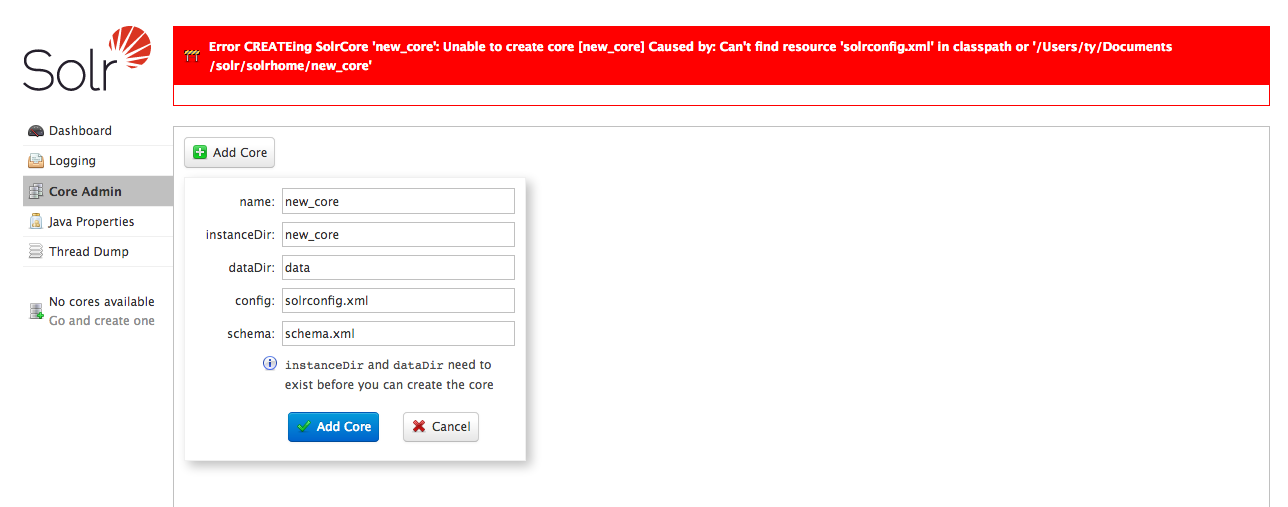 Solr
Error CREATEing SolrCore 'new_core': Unable to create core [new_core] Caused by: Can't find resource 'solrconfig.xml' in classpath or '/Users/ty/Documents
/solr/solrhome/new_core'
Dashboard
Logging
Core Admin
Java Properties
Thread Dump
No cores available
Go and create one
Add Core
name: new_core
instanceDir: new_core
dataDir: data
config: solrconfig.xml
schema: schema.xml
instanceDir and dataDir need to
exist before you can create the core
Add Core Cancel